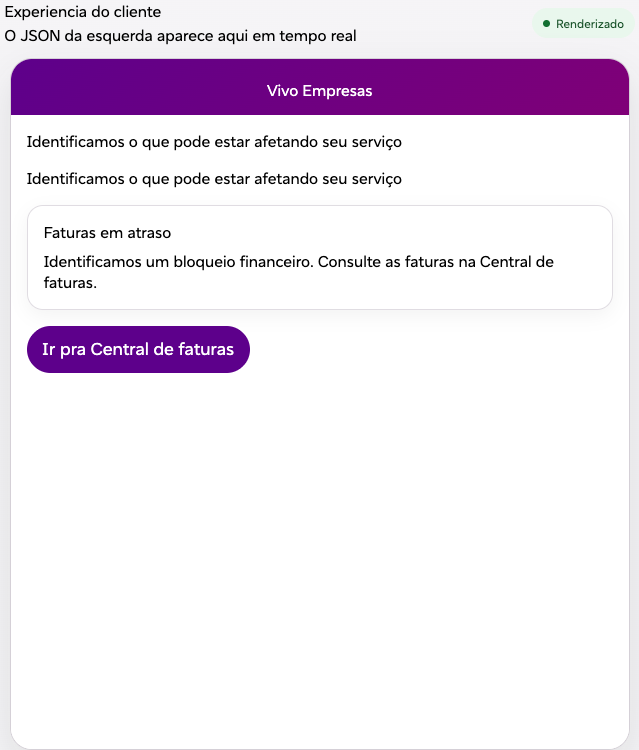 Experiencia do cliente
O JSON da esquerda aparece aqui em tempo real
Renderizado
Vivo Empresas
Identificamos o que pode estar afetando seu serviço
Identificamos o que pode estar afetando seu serviço
Faturas em atraso
Identificamos um bloqueio financeiro. Consulte as faturas na Central de
faturas.
Ir pra Central de faturas